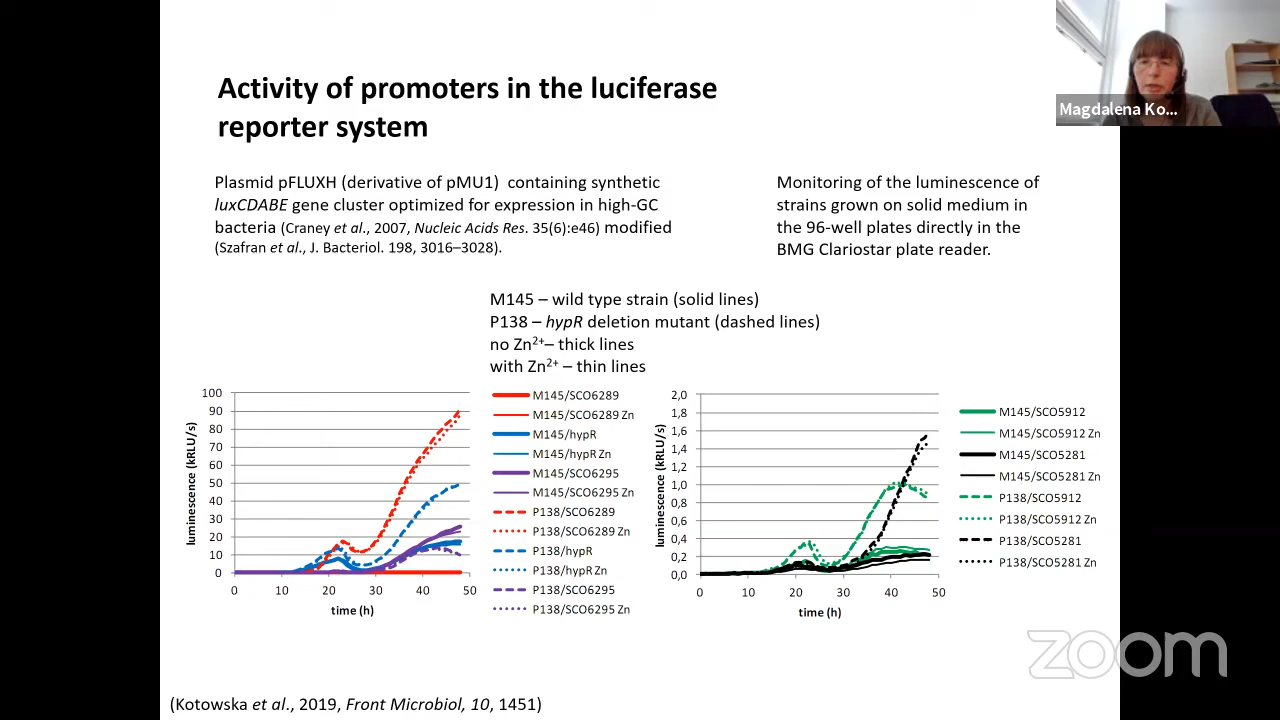 Activity of promoters in the luciferase
reporter system
Magdalena Ko...
Plasmid pFLUXH (derivative of pMU1) containing synthetic
luxCDABE gene cluster optimized for expression in high-GC
bacteria (Craney et al., 2007, Nucleic Acids Res. 35(6):e46) modified
(Szafran et al., J. Bacteriol. 198, 3016–3028).
Monitoring of the luminescence of
strains grown on solid medium in
the 96-well plates directly in the
BMG Clariostar plate reader.
M145 – wild type strain (solid lines)
P138 – hypR deletion mutant (dashed lines)
no Zn2+– thick lines
with Zn2+ – thin lines
luminescence (kRLU/s)
100
90
80
70
60
50
40
30
20
10
0
0 10 20 30 40 50
time (h)
M145/SCO6289
M145/SCO6289 Zn
M145/hypR
M145/hypR Zn
M145/SCO6295
M145/SCO6295 Zn
P138/SCO6289
P138/SCO6289 Zn
P138/hypR
P138/hypR Zn
P138/SCO6295
P138/SCO6295 Zn
luminescence (kRLU/s)
2,0
1,8
1,6
1,4
1,2
1,0
0,8
0,6
0,4
0,2
0,0
0 10 20 30 40 50
time (h)
M145/SCO5912
M145/SCO5912 Zn
M145/SCO5281
M145/SCO5281 Zn
P138/SCO5912
P138/SCO5912 Zn
P138/SCO5281
P138/SCO5281 Zn
zoom
(Kotowska et al., 2019, Front Microbiol, 10, 1451)